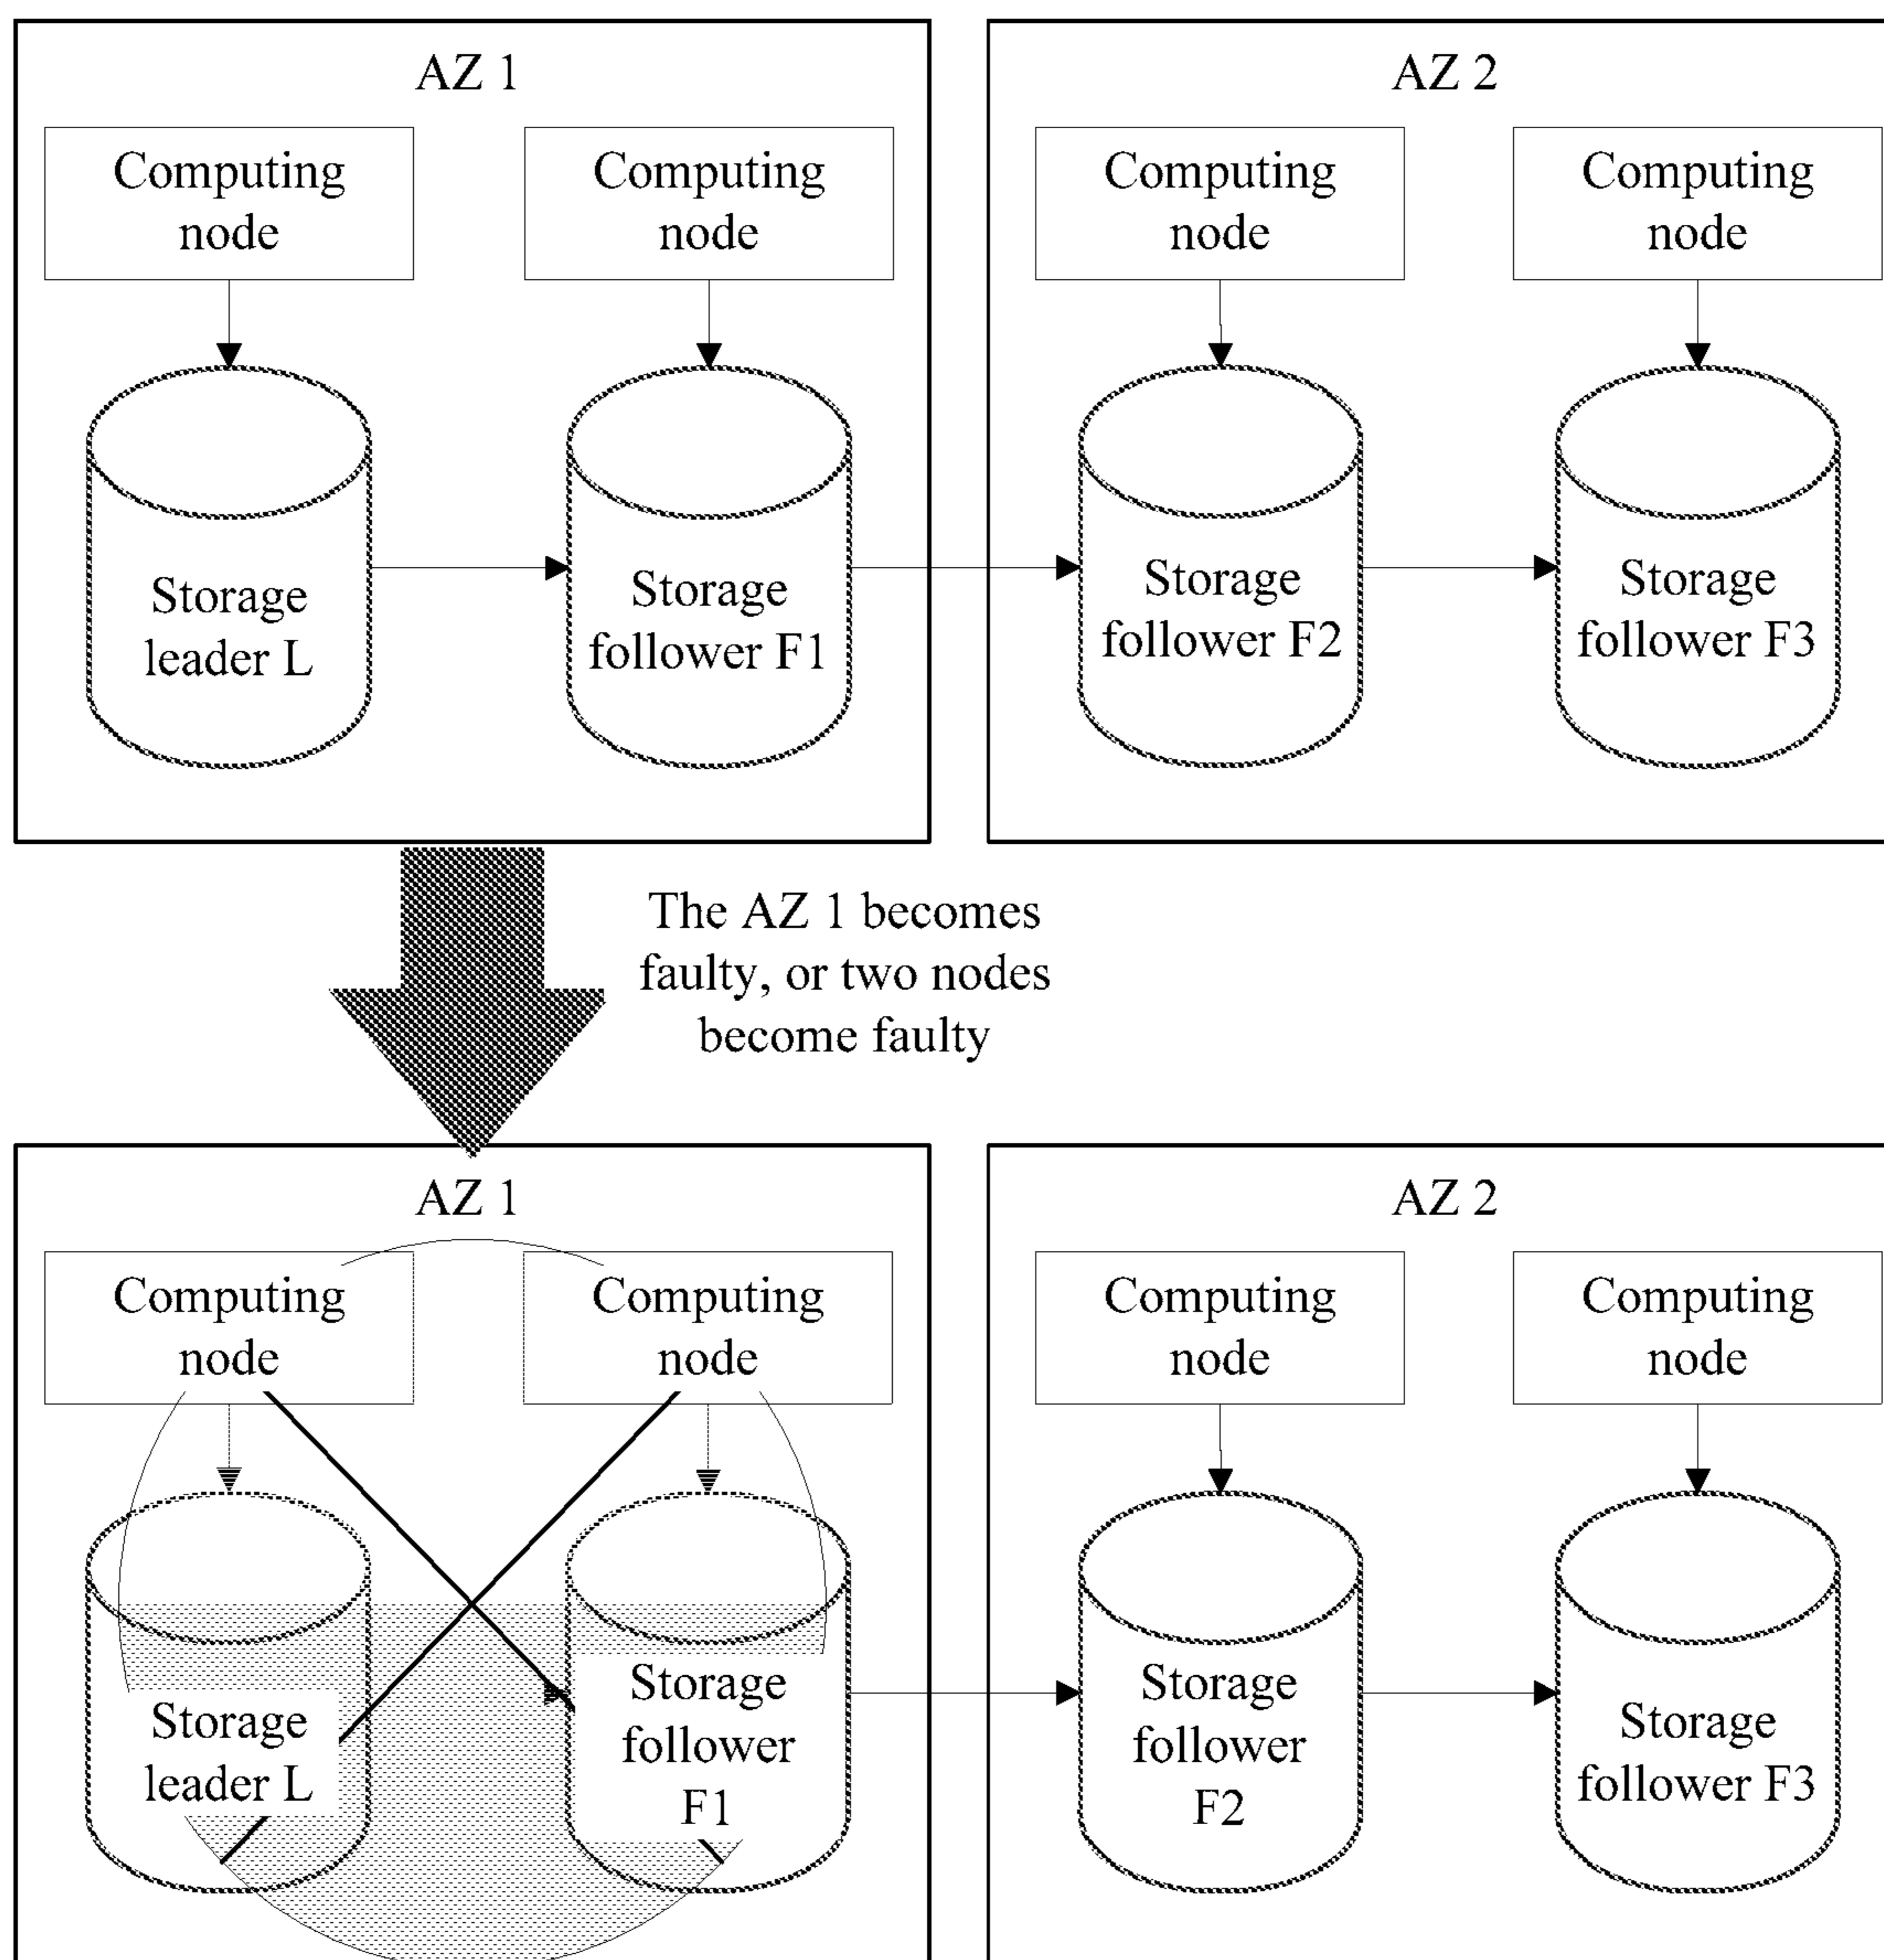 AZ 1
AZ 2
Computing
node
Computing
node
Computing
node
Computing
node
Storage
leader L
Storage
follower F1
Storage
follower F2
Storage
follower F3
The AZ 1 becomes
faulty, or two nodes
become faulty
AZ 1
AZ 2
Computing
node
Computing
node
Computing
node
Computing
node
Storage
leader L
Storage
follower
F1
Storage
follower
F2
Storage
follower F3